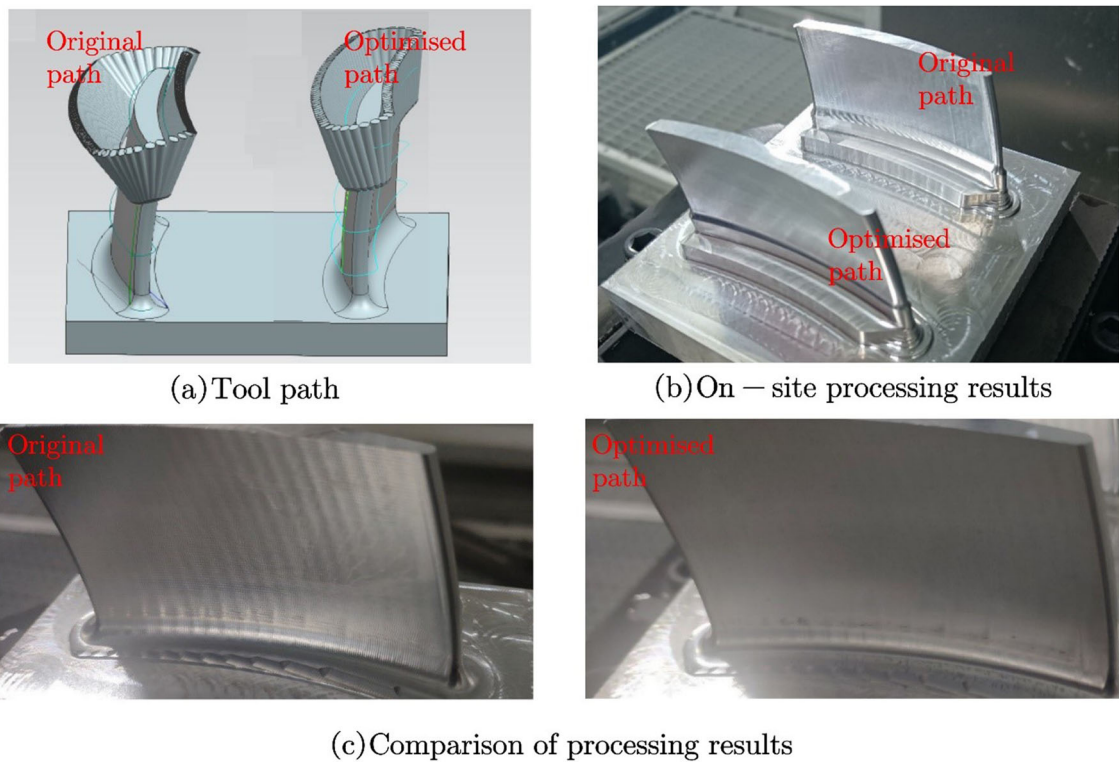 Original
path
Optimised
path
Original
path
Optimised
path
(a)Tool path
(b)On − site processing results
Original
path
Optimised
path
(c)Comparison of processing results